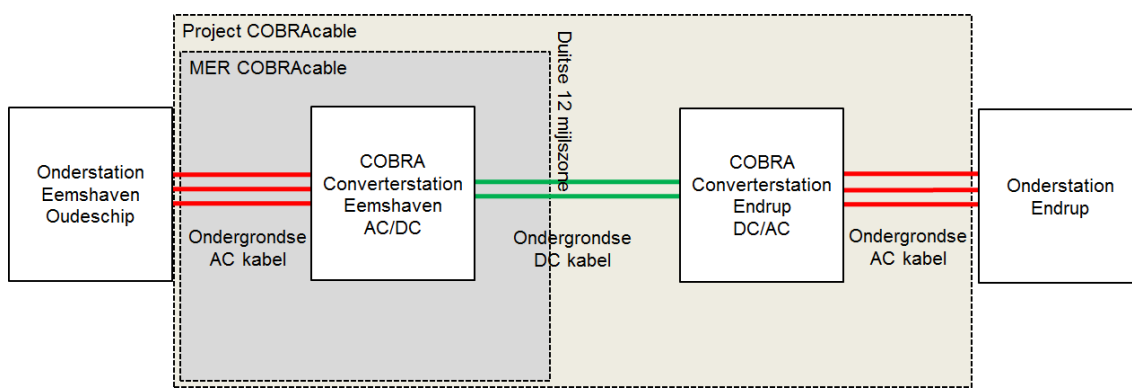 Project COBRAcable
MER COBRAcable
Duitse 12 mijlszone
Onderstation
Eemshaven
Oudeschip
COBRA
Converterstation
Eemshaven
AC/DC
COBRA
Converterstation
Endrup
DC/AC
Onderstation
Endrup
Ondergrondse
AC kabel
Ondergrondse
DC kabel
Ondergrondse
AC kabel